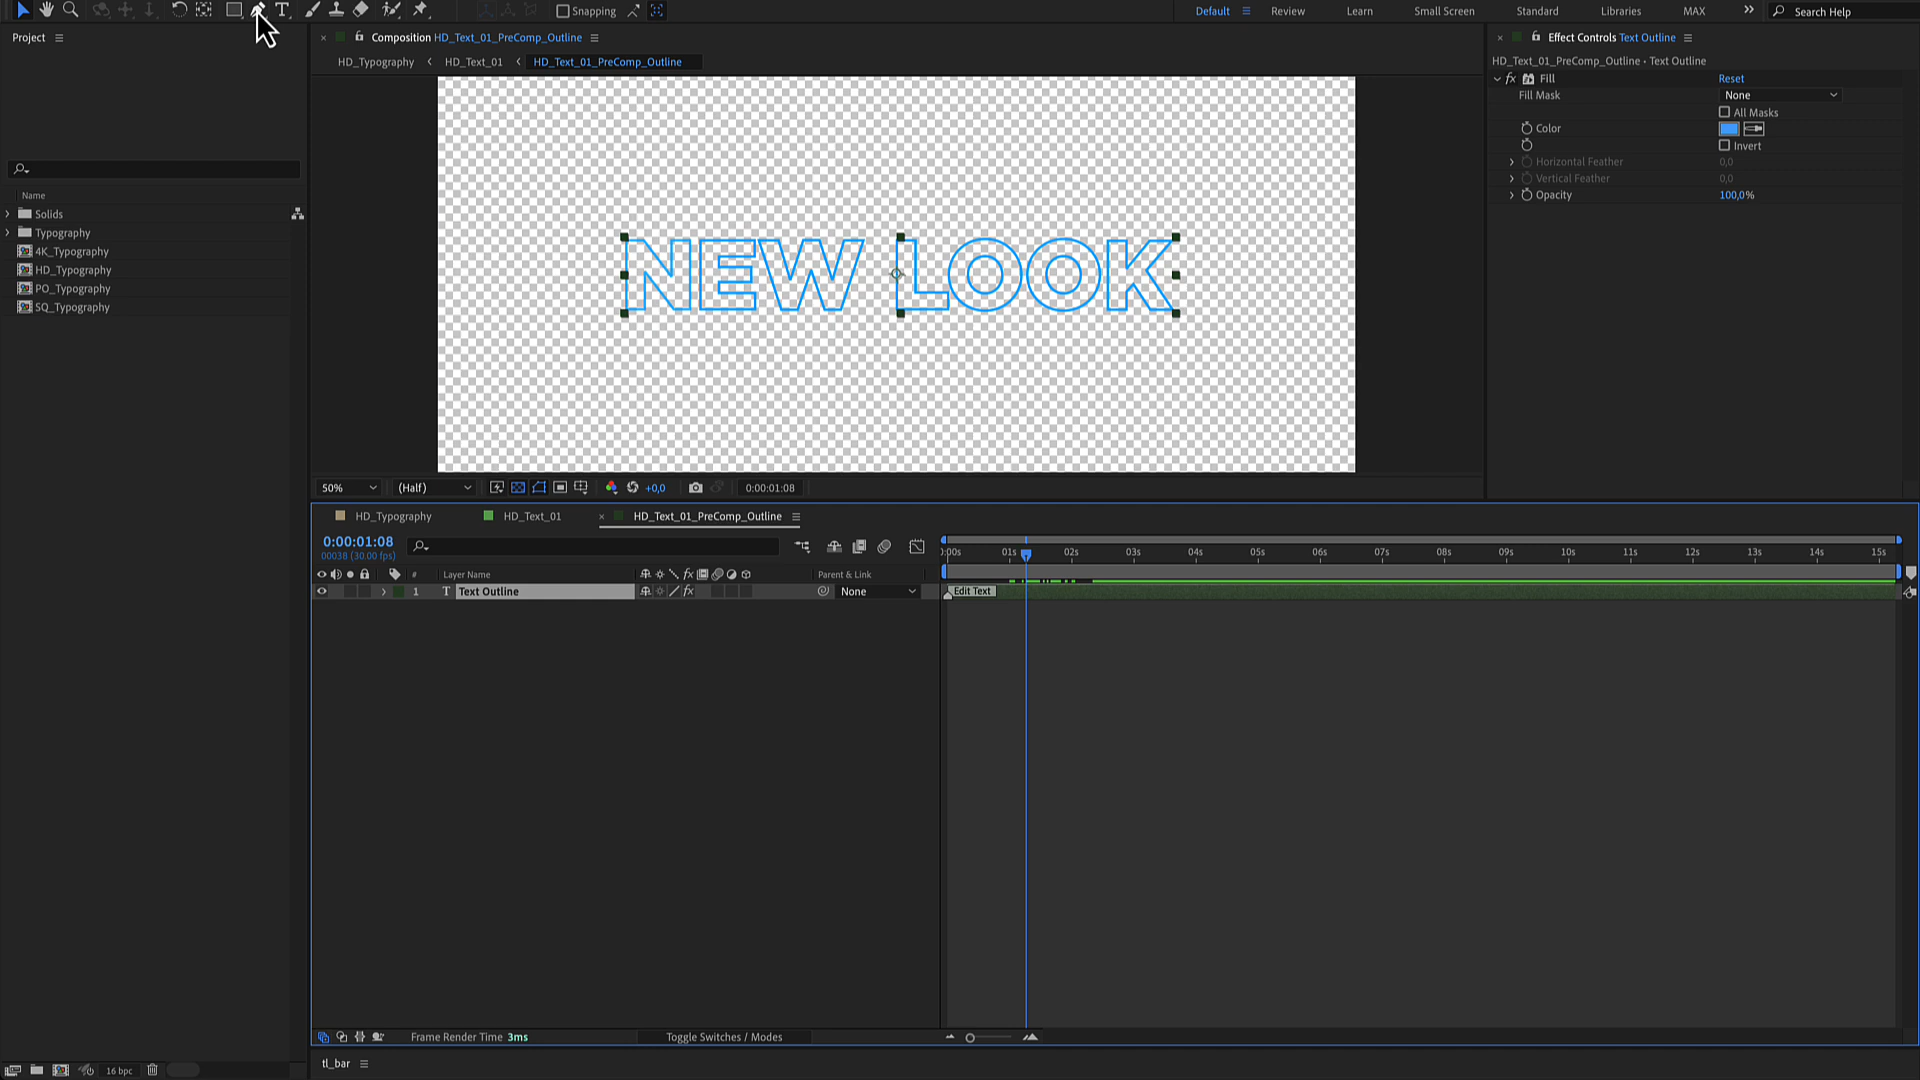 Snapping
Default
Review
Learn
Small Screen
Standard
Libraries
MAX
Search Help
Project
Composition HD_Text_01_PreComp_Outline
HD_Typography
HD_Text_01
HD_Text_01_PreComp_Outline
Effect Controls Text Outline
HD_Text_01_PreComp_Outline • Text Outline
fx Fill Reset
Fill Mask None
All Masks
Color
Invert
Horizontal Feather 0,0
Vertical Feather 0,0
Opacity 100,0%
Name
Solids
Typography
4K_Typography
HD_Typography
PO_Typography
SQ_Typography
NEW LOOK
50% (Half) +0,0 0:00:01:08
HD_Typography HD_Text_01 HD_Text_01_PreComp_Outline
0:00:01:08
00038 (30.00 fps)
):00s 01s 02s 03s 04s 05s 06s 07s 08s 09s 10s 11s 12s 13s 14s 15s
# Layer Name fx Parent & Link
1 T Text Outline fx None Edit Text
Frame Render Time 3ms Toggle Switches / Modes
16 bpc
tl_bar